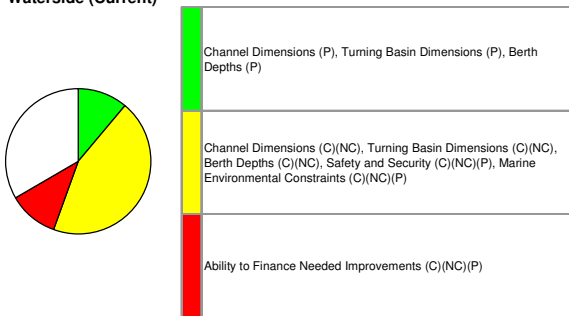 Waterside (Current)
Channel Dimensions (P), Turning Basin Dimensions (P), Berth
Depths (P)
Channel Dimensions (C)(NC), Turning Basin Dimensions (C)(NC),
Berth Depths (C)(NC), Safety and Security (C)(NC)(P), Marine
Environmental Constraints (C)(NC)(P)
Ability to Finance Needed Improvements (C)(NC)(P)